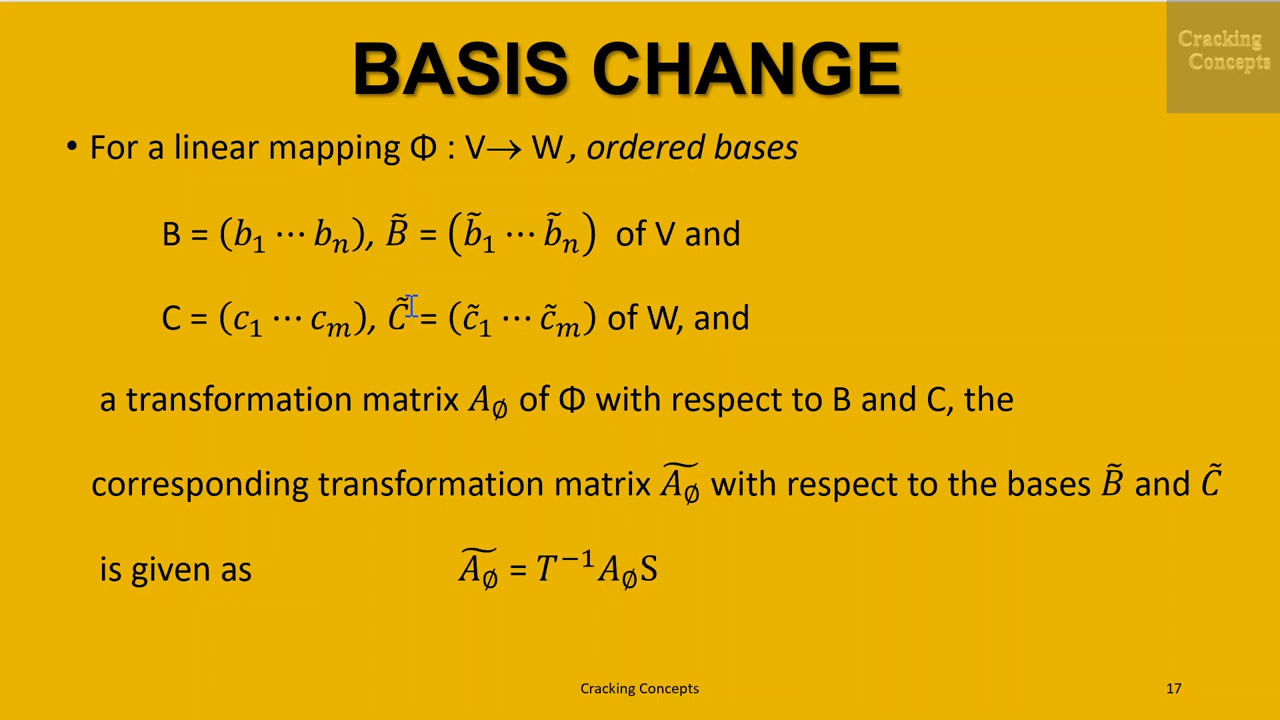 Cracking
Concepts
BASIS CHANGE
• For a linear mapping Φ : V→ W, ordered bases
B = (b₁ ⋯ bₙ), B̃ = (b̃₁ ⋯ b̃ₙ) of V and
C = (c₁ ⋯ cₘ), C̃ = (c̃₁ ⋯ c̃ₘ) of W, and
a transformation matrix A_∅ of Φ with respect to B and C, the
corresponding transformation matrix Ã_∅ with respect to the bases B̃ and C̃
is given as Ã_∅ = T⁻¹A_∅S
Cracking Concepts
17